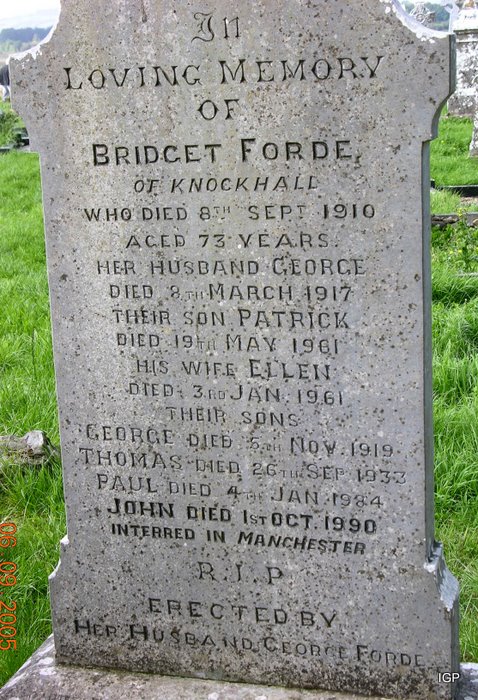 In
Loving Memory
of
Bridget Forde
of Knockhall
who died 8th Sept 1910
aged 73 years.
Her Husband George
died 8th March 1917
Their son Patrick
died 19th May 1961
His wife Ellen
died 3rd Jan. 1961
Their sons
George died 5th Nov. 1919
Thomas died 26th Sep 1933
Paul died 4th Jan. 1984
John died 1st Oct. 1990
Interred in Manchester
R.I.P
Erected by
Her Husband George Forde
IGP
06.09.2005